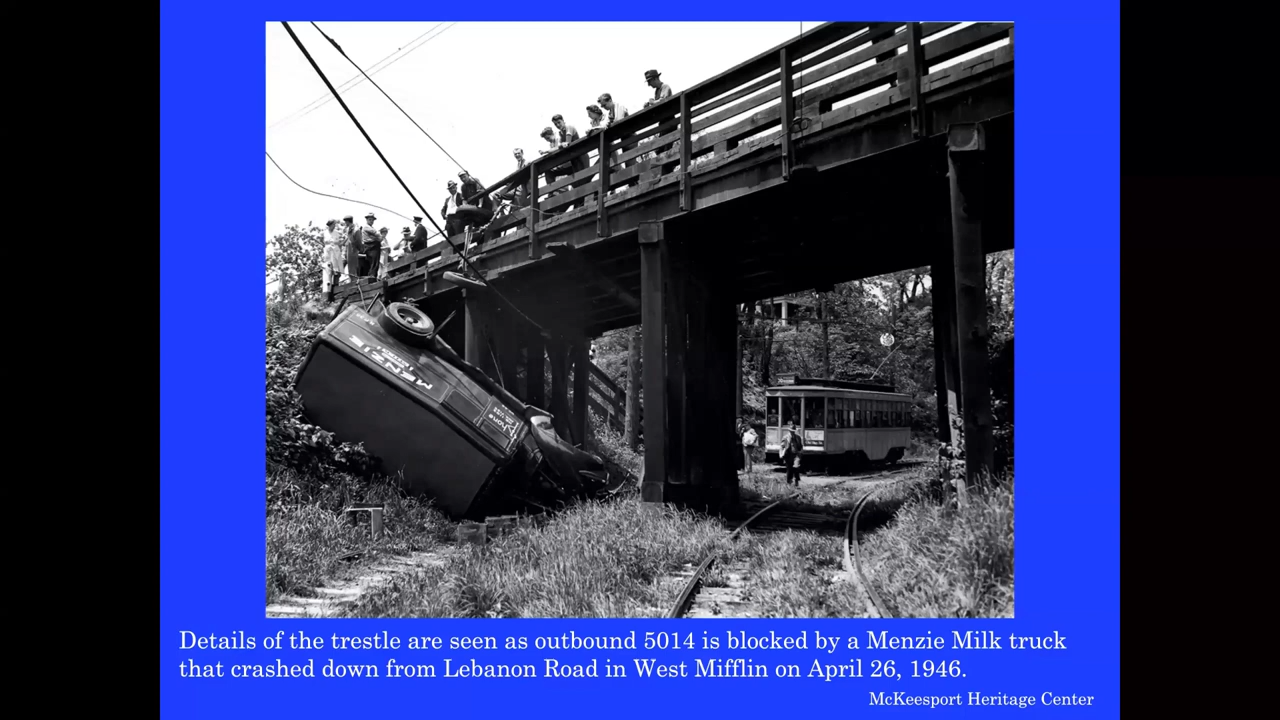 MENZIE
Phone
Details of the trestle are seen as outbound 5014 is blocked by a Menzie Milk truck
that crashed down from Lebanon Road in West Mifflin on April 26, 1946.
McKeesport Heritage Center